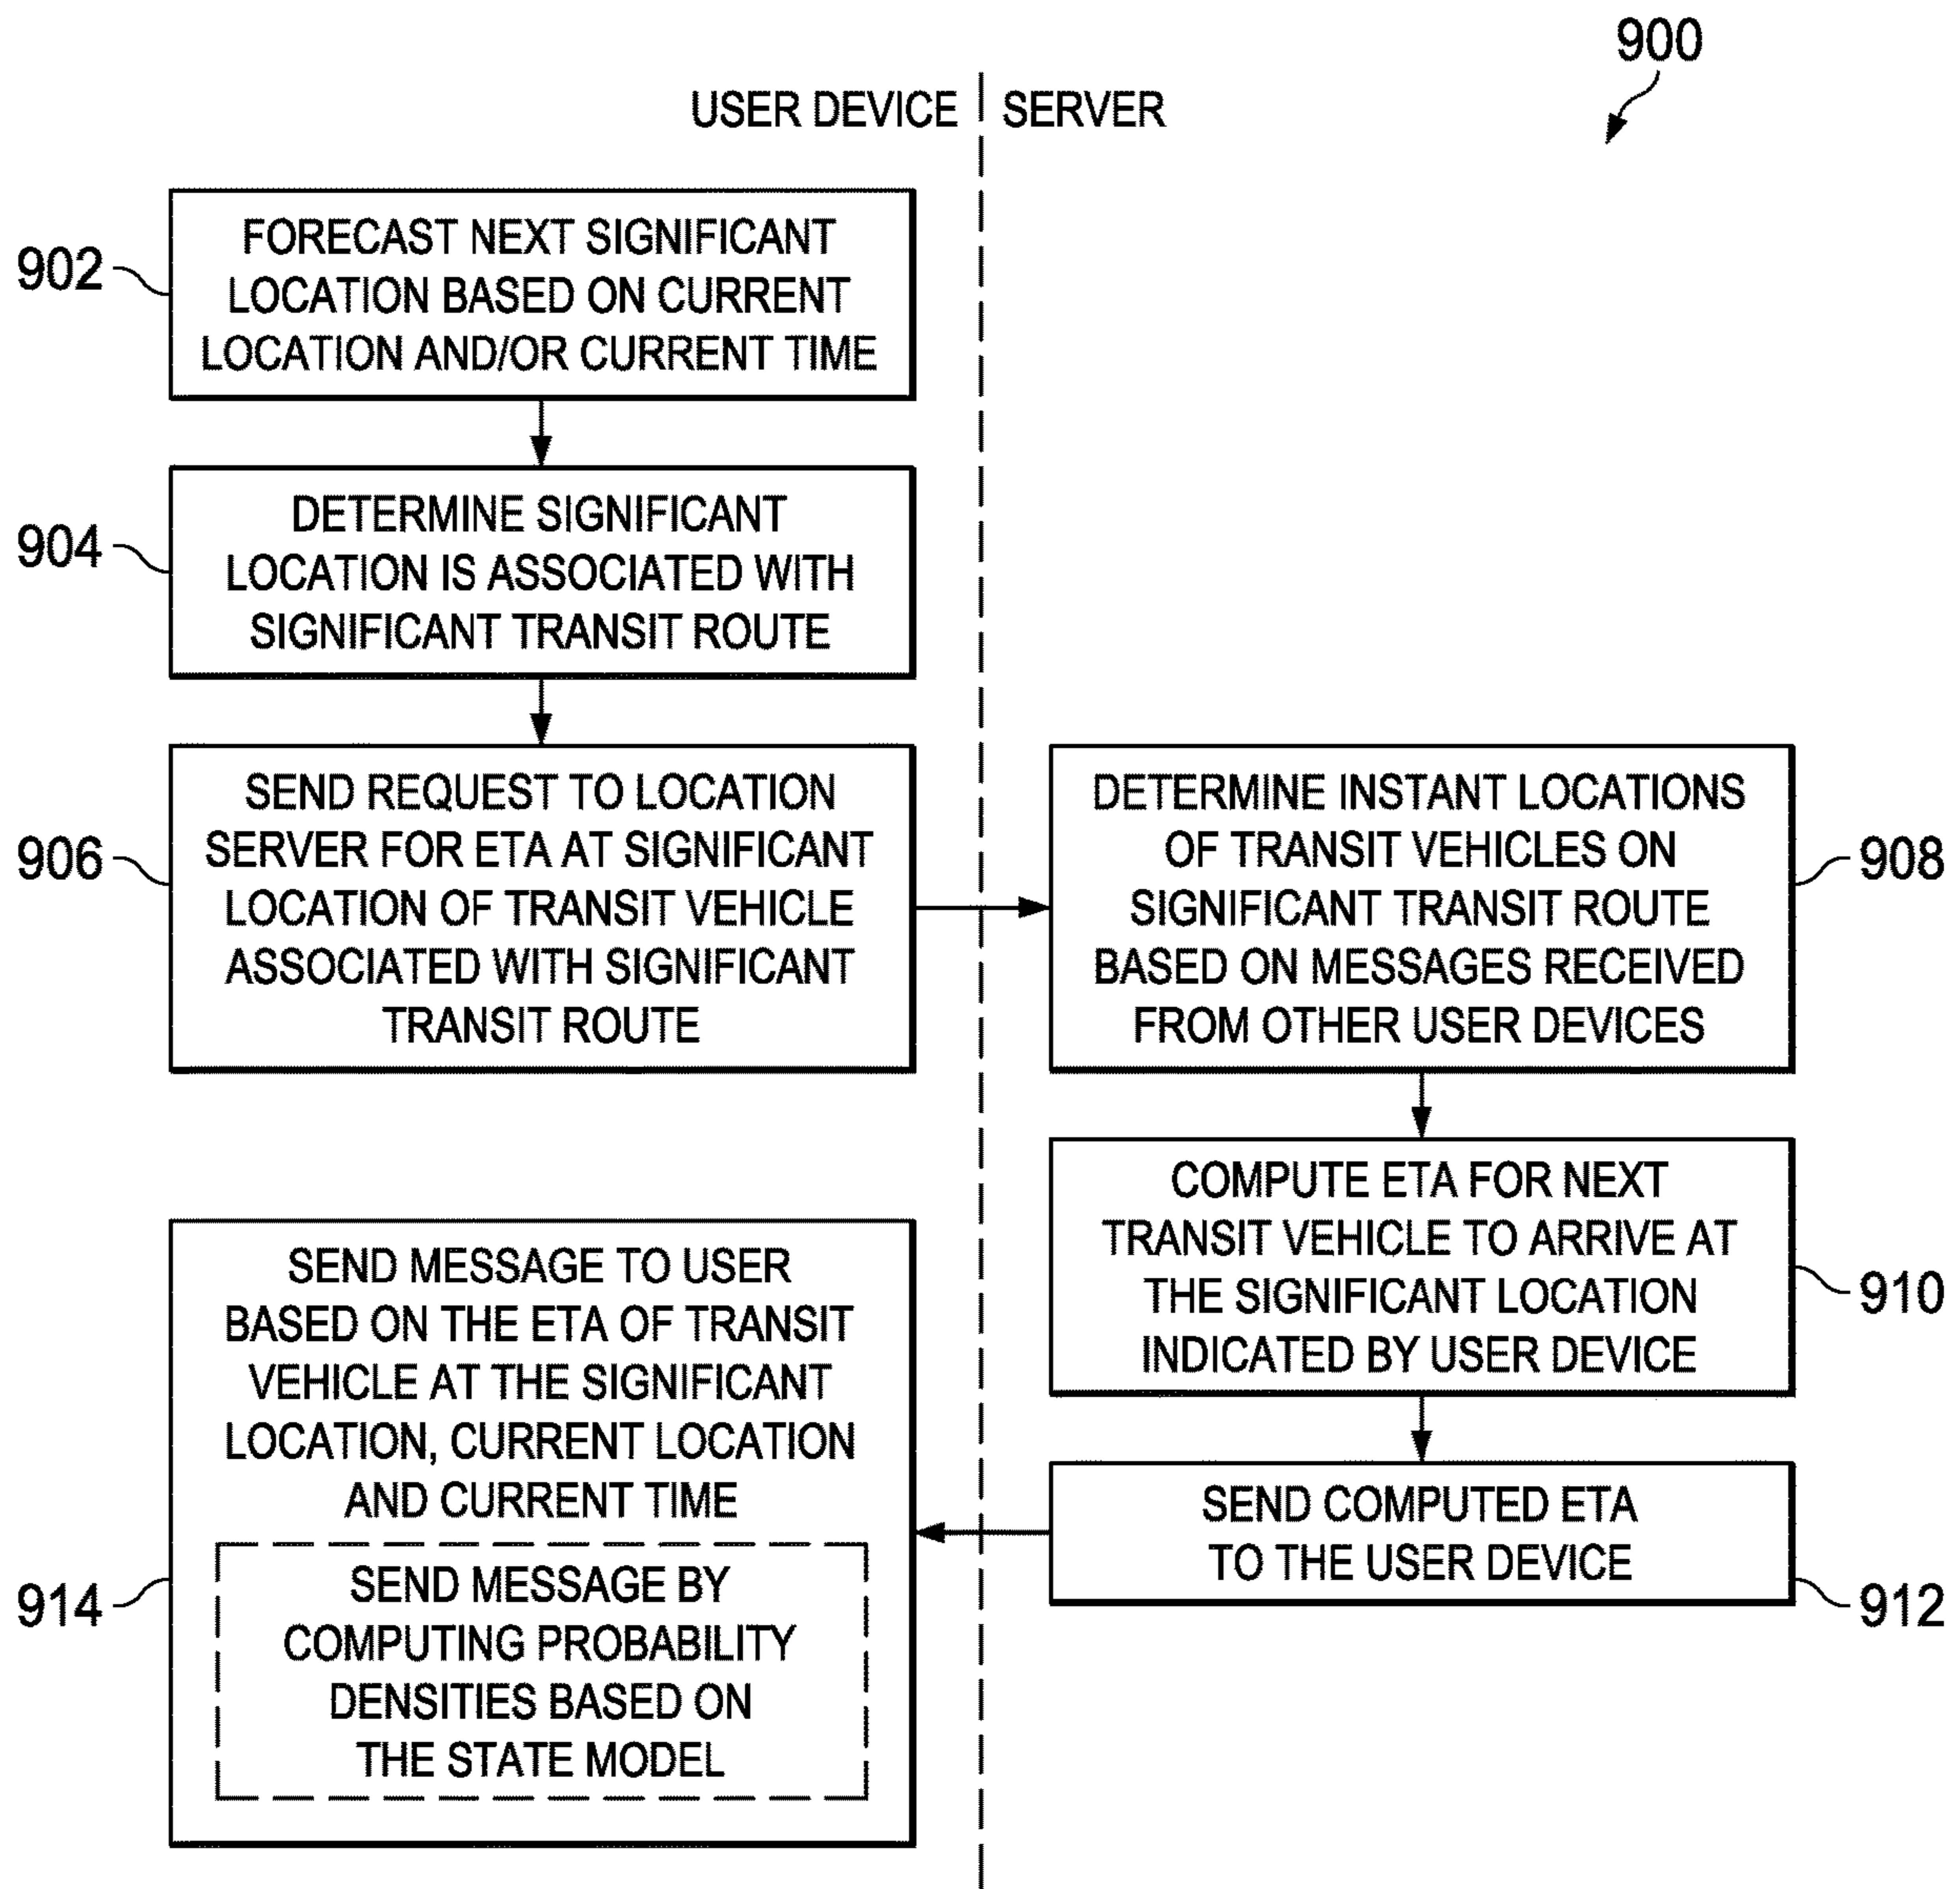 900
USER DEVICE
SERVER
902
FORECAST NEXT SIGNIFICANT
LOCATION BASED ON CURRENT
LOCATION AND/OR CURRENT TIME
904
DETERMINE SIGNIFICANT
LOCATION IS ASSOCIATED WITH
SIGNIFICANT TRANSIT ROUTE
906
SEND REQUEST TO LOCATION
SERVER FOR ETA AT SIGNIFICANT
LOCATION OF TRANSIT VEHICLE
ASSOCIATED WITH SIGNIFICANT
TRANSIT ROUTE
DETERMINE INSTANT LOCATIONS
OF TRANSIT VEHICLES ON
SIGNIFICANT TRANSIT ROUTE
BASED ON MESSAGES RECEIVED
FROM OTHER USER DEVICES
908
COMPUTE ETA FOR NEXT
TRANSIT VEHICLE TO ARRIVE AT
THE SIGNIFICANT LOCATION
INDICATED BY USER DEVICE
910
SEND COMPUTED ETA
TO THE USER DEVICE
912
914
SEND MESSAGE TO USER
BASED ON THE ETA OF TRANSIT
VEHICLE AT THE SIGNIFICANT
LOCATION, CURRENT LOCATION
AND CURRENT TIME
SEND MESSAGE BY
COMPUTING PROBABILITY
DENSITIES BASED ON
THE STATE MODEL